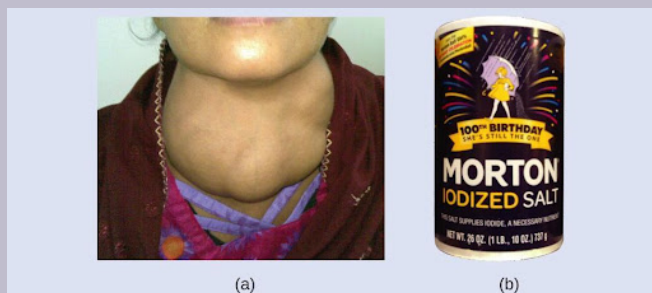 100TH BIRTHDAY
SHE'S STILL THE ONE
MORTON
IODIZED SALT
THIS SALT SUPPLIES IODIDE, A NECESSARY NUTRIENT
NET WT. 26 OZ. (1 LB., 10 OZ.) 737 g
(a)
(b)